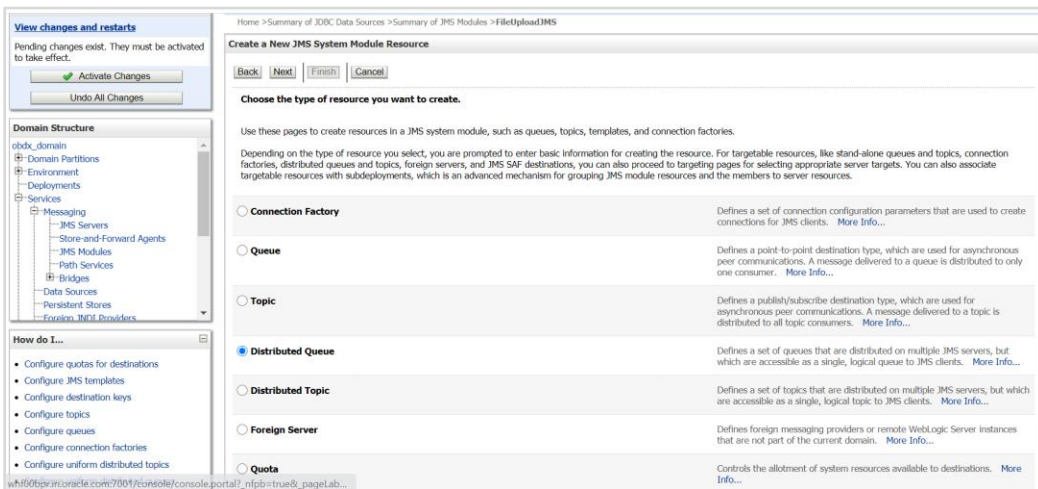 View changes and restarts
Pending changes exist. They must be activated
to take effect.
Activate Changes
Undo All Changes
Domain Structure
obdx_domain
Domain Partitions
Environment
Deployments
Services
Messaging
JMS Servers
Store-and-Forward Agents
JMS Modules
Path Services
Bridges
Data Sources
Persistent Stores
Foreign JNDI Providers
How do I...
Configure quotas for destinations
Configure JMS templates
Configure destination keys
Configure topics
Configure queues
Configure connection factories
Configure uniform distributed topics
Home >Summary of JDBC Data Sources >Summary of JMS Modules >FileUploadJMS
Create a New JMS System Module Resource
Back Next Finish Cancel
Choose the type of resource you want to create.
Use these pages to create resources in a JMS system module, such as queues, topics, templates, and connection factories.
Depending on the type of resource you select, you are prompted to enter basic information for creating the resource. For targetable resources, like stand-alone queues and topics, connection
factories, distributed queues and topics, foreign servers, and JMS SAF destinations, you can also proceed to targeting pages for selecting appropriate server targets. You can also associate
targetable resources with subdeployments, which is an advanced mechanism for grouping JMS module resources and the members to server resources.
Connection Factory
Defines a set of connection configuration parameters that are used to create
connections for JMS clients. More Info...
Queue
Defines a point-to-point destination type, which are used for asynchronous
peer communications. A message delivered to a queue is distributed to only
one consumer. More Info...
Topic
Defines a publish/subscribe destination type, which are used for
asynchronous peer communications. A message delivered to a topic is
distributed to all topic consumers. More Info...
Distributed Queue
Defines a set of queues that are distributed on multiple JMS servers, but
which are accessible as a single, logical queue to JMS clients. More Info...
Distributed Topic
Defines a set of topics that are distributed on multiple JMS servers, but which
are accessible as a single, logical topic to JMS clients. More Info...
Foreign Server
Defines foreign messaging providers or remote WebLogic Server instances
that are not part of the current domain. More Info...
Quota
Controls the allotment of system resources available to destinations. More
Info...